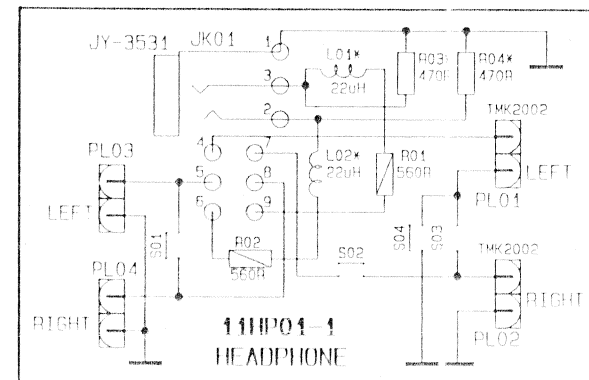 JY-3531 JK01 1
L01* R03* R04*
3 22uH 470R 470R
2 TMK2002
4 7
PL03 L02* R01
5 8 22uH 560R LEFT
LEFT 6 9 PL01
S01 R02 S02 S04 S03 TMK2002
PL04 560R
RIGHT RIGHT
11HP01-1 PL02
HEADPHONE